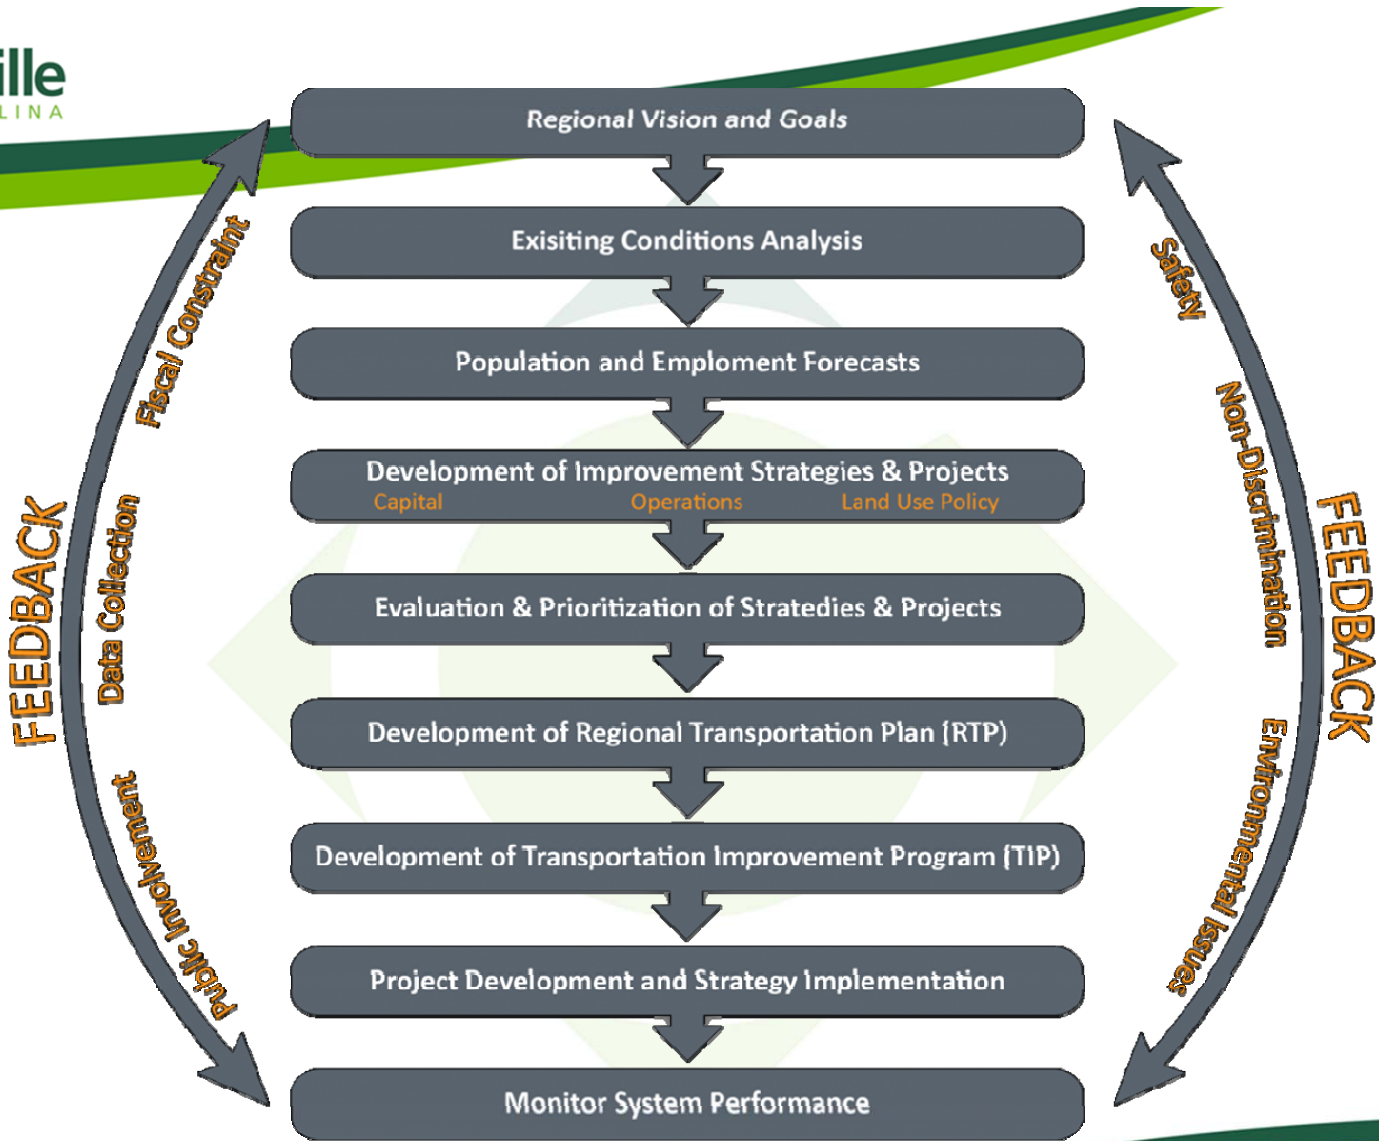 ille
LINA
Regional Vision and Goals
Exisiting Conditions Analysis
Population and Emploment Forecasts
Development of Improvement Strategies & Projects
Capital Operations Land Use Policy
Evaluation & Prioritization of Stratedies & Projects
Development of Regional Transportation Plan (RTP)
Development of Transportation Improvement Program (TIP)
Project Development and Strategy Implementation
Monitor System Performance
FEEDBACK
Fiscal Constraint
Data Collection
Public Involvement
Safety
Non-Discrimination
Environmental Issues
FEEDBACK